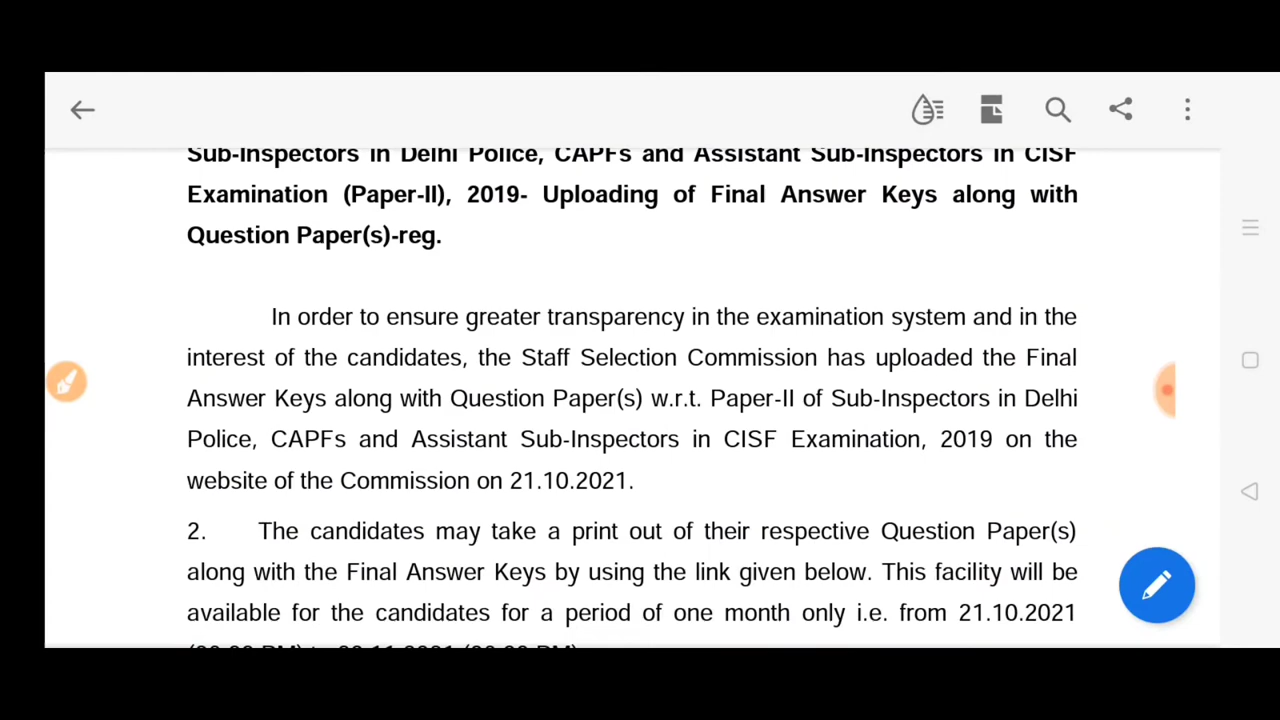 Sub-Inspectors in Delhi Police, CAPFs and Assistant Sub-Inspectors in CISF
Examination (Paper-II), 2019- Uploading of Final Answer Keys along with
Question Paper(s)-reg.
In order to ensure greater transparency in the examination system and in the
interest of the candidates, the Staff Selection Commission has uploaded the Final
Answer Keys along with Question Paper(s) w.r.t. Paper-II of Sub-Inspectors in Delhi
Police, CAPFs and Assistant Sub-Inspectors in CISF Examination, 2019 on the
website of the Commission on 21.10.2021.
2. The candidates may take a print out of their respective Question Paper(s)
along with the Final Answer Keys by using the link given below. This facility will be
available for the candidates for a period of one month only i.e. from 21.10.2021